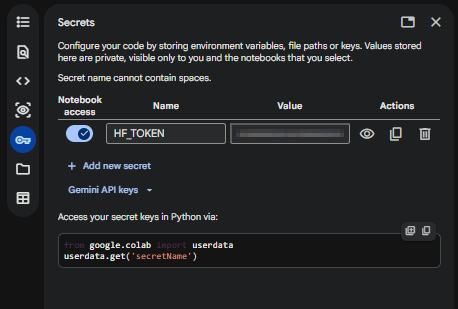 Secrets
Configure your code by storing environment variables, file paths or keys. Values stored
here are private, visible only to you and the notebooks that you select.
Secret name cannot contain spaces.
Notebook access Name Value Actions
HF_TOKEN
+ Add new secret
Gemini API keys
Access your secret keys in Python via:
from google.colab import userdata
userdata.get('secretName')